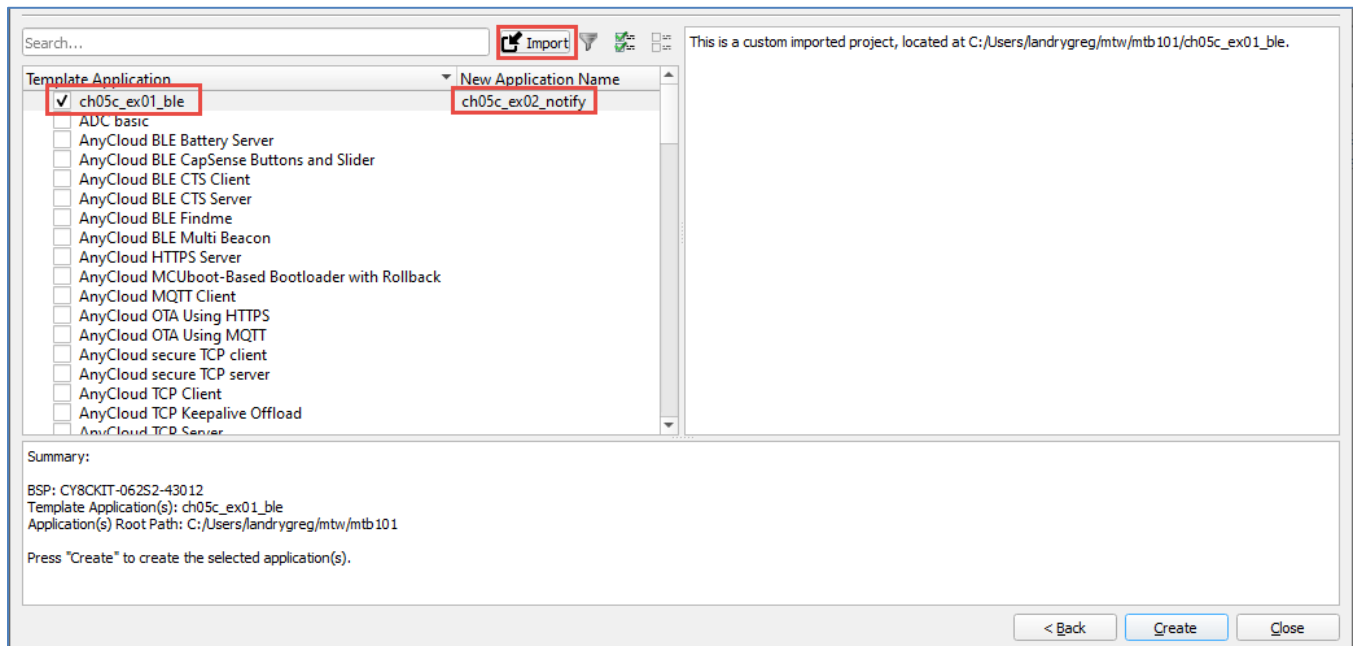 Search...
Import
This is a custom imported project, located at C:/Users/landrygreg/mtw/mtb101/ch05c_ex01_ble.
Template Application New Application Name
ch05c_ex01_ble ch05c_ex02_notify
ADC basic
AnyCloud BLE Battery Server
AnyCloud BLE CapSense Buttons and Slider
AnyCloud BLE CTS Client
AnyCloud BLE CTS Server
AnyCloud BLE Findme
AnyCloud BLE Multi Beacon
AnyCloud HTTPS Server
AnyCloud MCUboot-Based Bootloader with Rollback
AnyCloud MQTT Client
AnyCloud OTA Using HTTPS
AnyCloud OTA Using MQTT
AnyCloud secure TCP client
AnyCloud secure TCP server
AnyCloud TCP Client
AnyCloud TCP Keepalive Offload
AnyCloud TCP Server
Summary:
BSP: CY8CKIT-062S2-43012
Template Application(s): ch05c_ex01_ble
Application(s) Root Path: C:/Users/landrygreg/mtw/mtb101
Press "Create" to create the selected application(s).
< Back Create Close